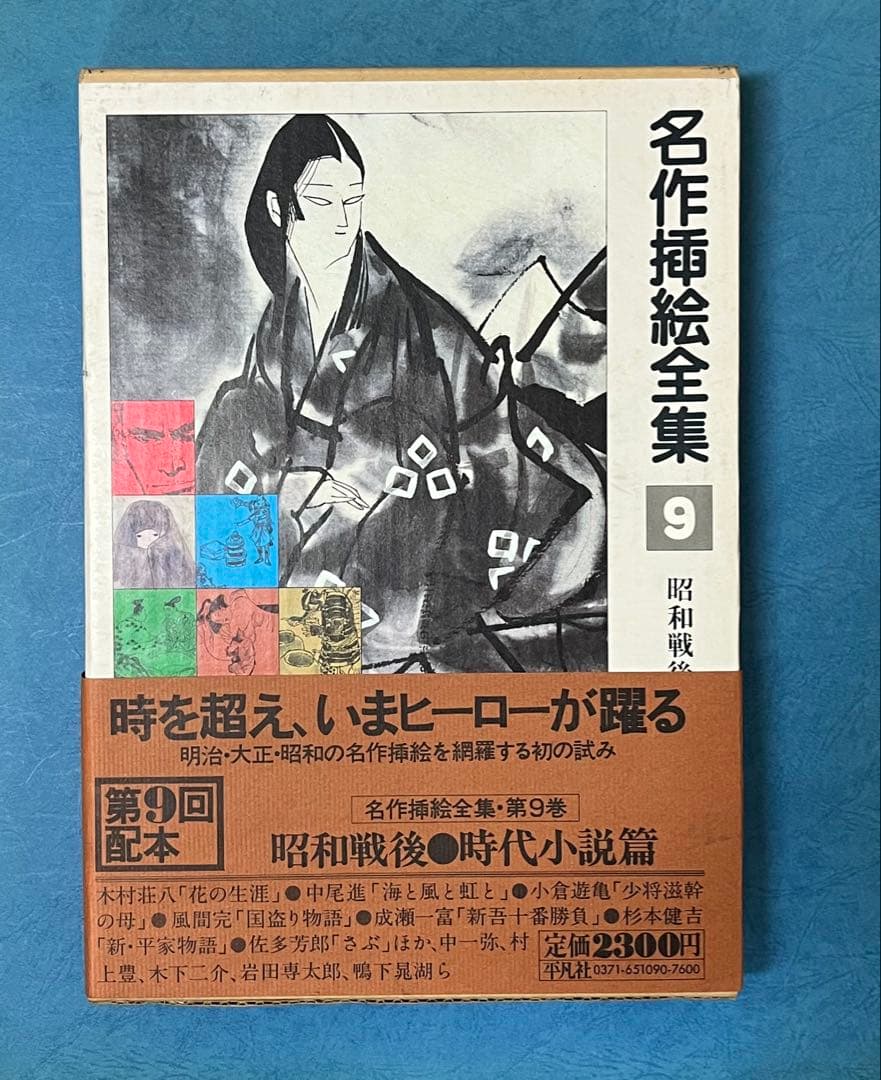 名作挿絵全集
9
昭和戦後
時を超え、いまヒーローが躍る
明治・大正・昭和の名作挿絵を網羅する初の試み
第9回
配本
名作挿絵全集・第9巻
昭和戦後●時代小説篇
木村荘八「花の生涯」●中尾進「海と風と虹と」●小倉遊亀「少将滋幹
の母」●風間完「国盗り物語」●成瀬一富「新吾十番勝負」●杉本健吉
「新・平家物語」●佐多芳郎「さぶ」ほか、中一弥、村
上豊、木下二介、岩田専太郎、鴨下晁湖ら
定価2300円
平凡社 0371-651090-7600